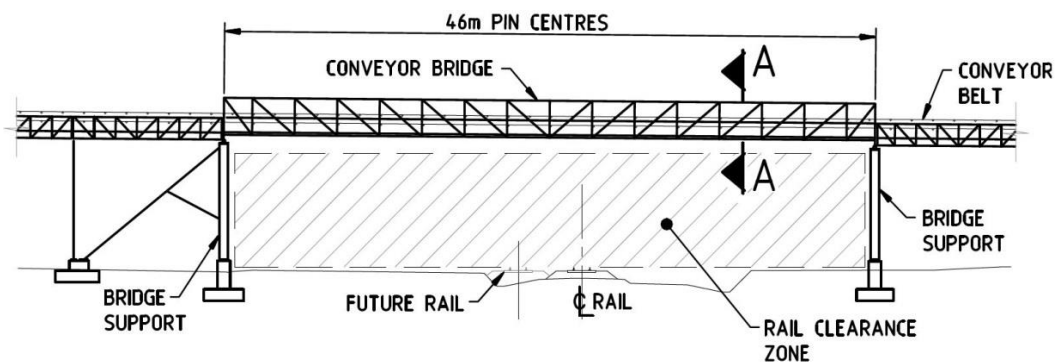 46m PIN CENTRES
A
CONVEYOR BRIDGE
CONVEYOR
BELT
A
BRIDGE
SUPPORT
BRIDGE
SUPPORT
FUTURE RAIL
℄ RAIL
RAIL CLEARANCE
ZONE